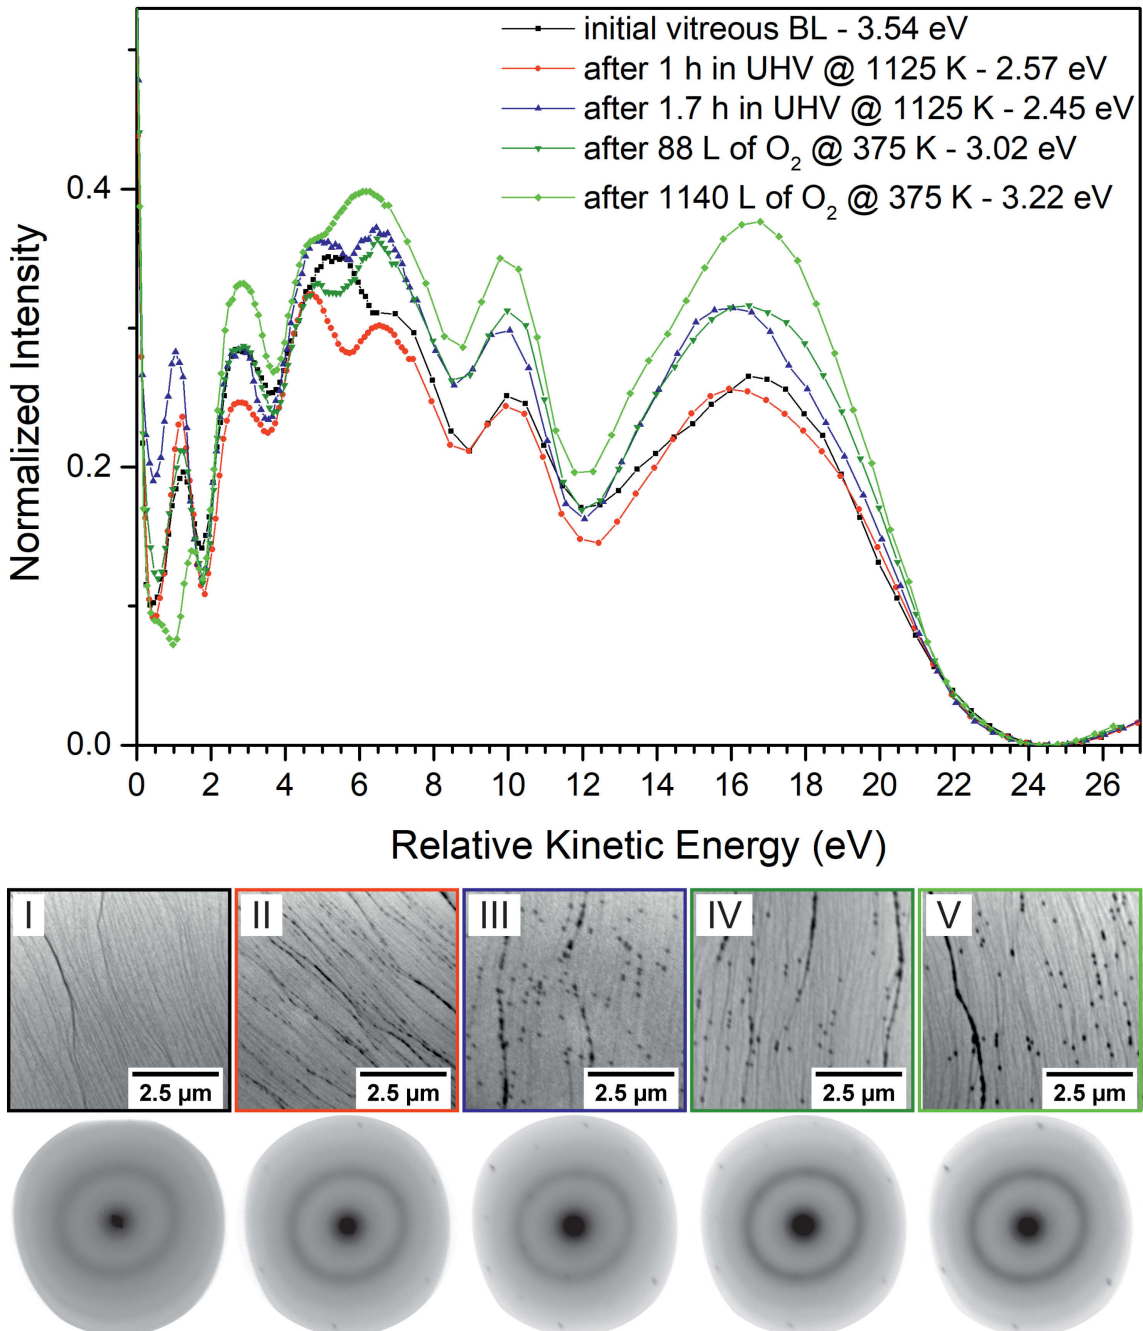 initial vitreous BL - 3.54 eV
after 1 h in UHV @ 1125 K - 2.57 eV
after 1.7 h in UHV @ 1125 K - 2.45 eV
after 88 L of O₂ @ 375 K - 3.02 eV
after 1140 L of O₂ @ 375 K - 3.22 eV
Normalized Intensity
0.4
0.2
0.0
0 2 4 6 8 10 12 14 16 18 20 22 24 26
Relative Kinetic Energy (eV)
I II III IV V
2.5 µm 2.5 µm 2.5 µm 2.5 µm 2.5 µm